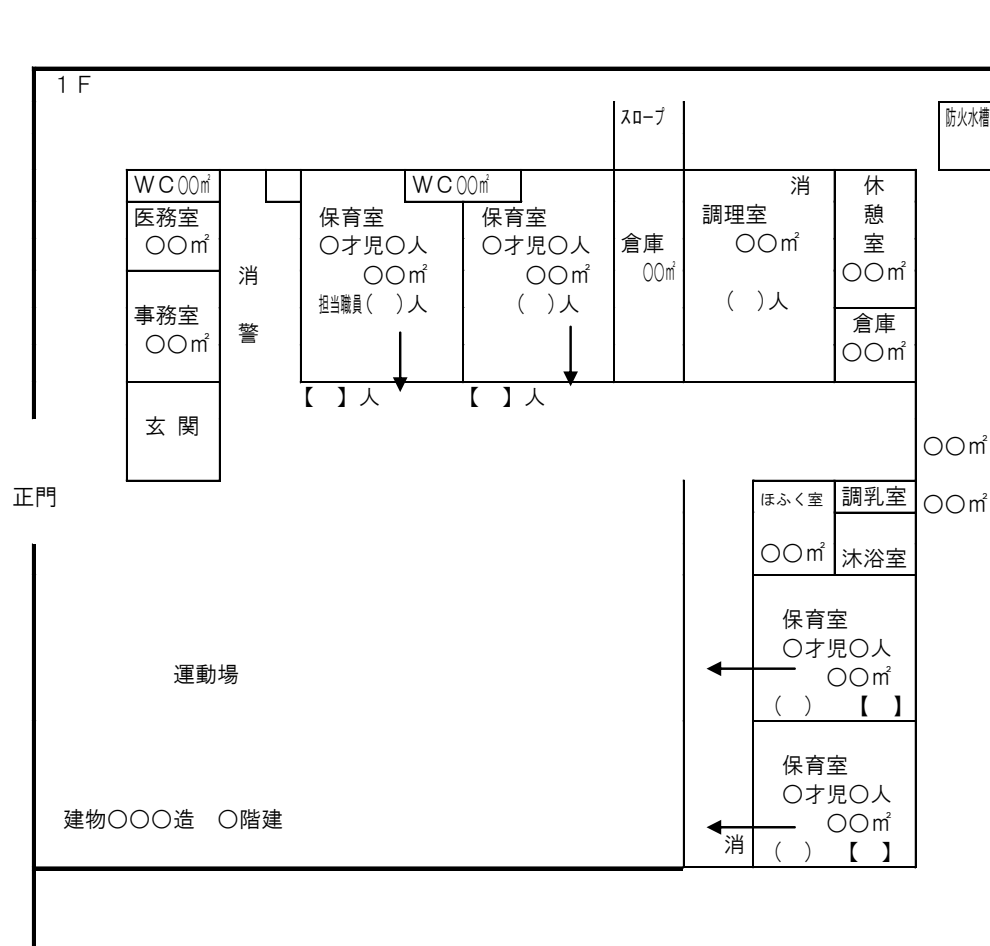 １Ｆ
スロープ
防火水槽
ＷＣ○○㎡
医務室
○○㎡
事務室
○○㎡
玄 関
消
警
保育室
○才児○人
○○㎡
担当職員(　)人
【　】人
ＷＣ○○㎡
保育室
○才児○人
○○㎡
(　)人
【　】人
倉庫
○○㎡
消
調理室
○○㎡
(　)人
休
憩
室
○○㎡
倉庫
○○㎡
○○㎡
正門
ほふく室
○○㎡
調乳室
○○㎡
沐浴室
保育室
○才児○人
○○㎡
(　)　【　】
運動場
保育室
○才児○人
○○㎡
(　)　【　】
消
建物○○○造　○階建